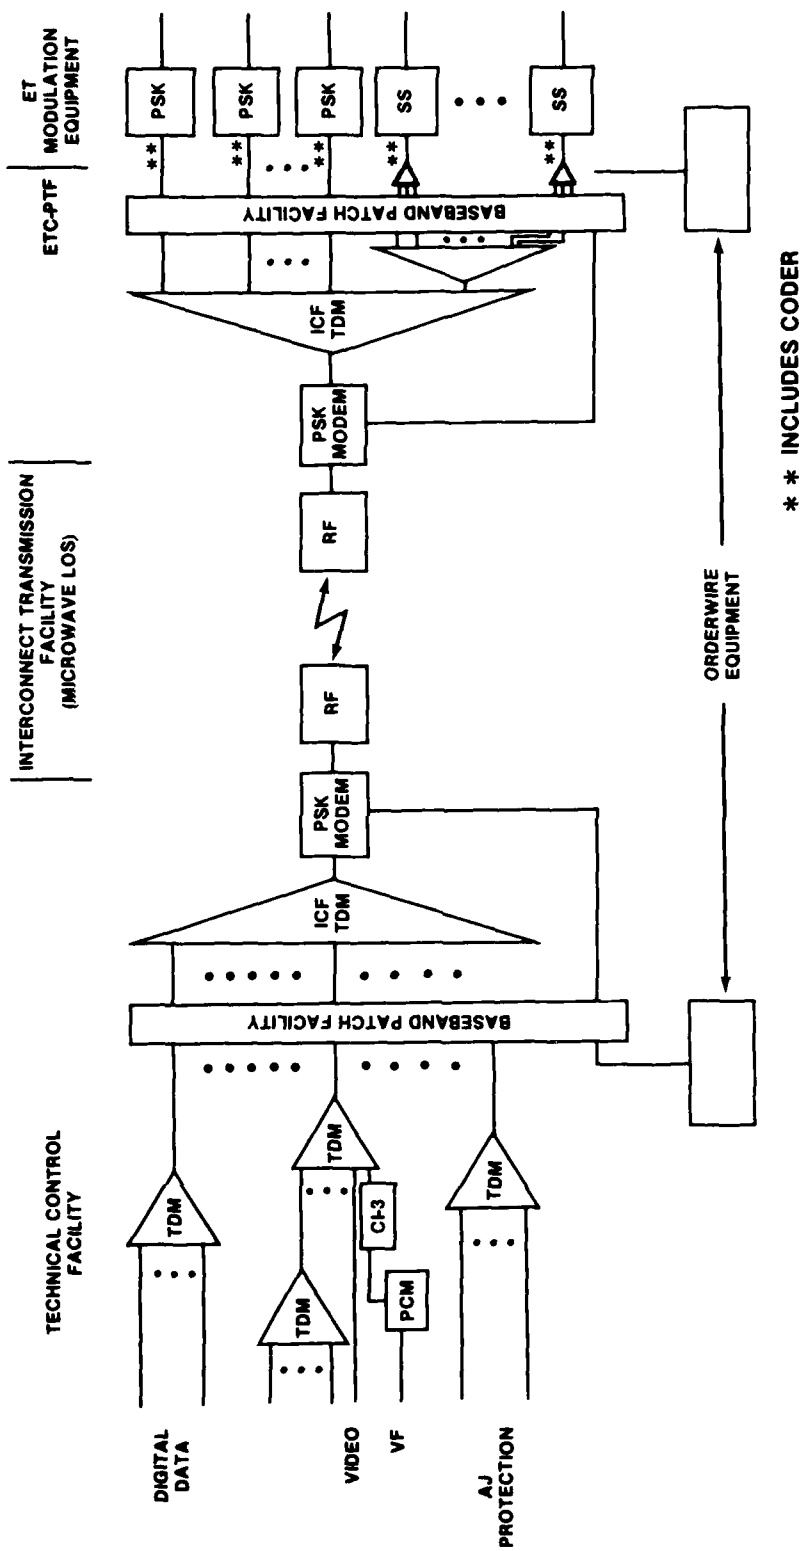 TECHNICAL CONTROL
FACILITY
INTERCONNECT TRANSMISSION
FACILITY
(MICROWAVE LOS)
ETC-PTF
ET
MODULATION
EQUIPMENT
DIGITAL
DATA
VIDEO
VF
AJ
PROTECTION
TDM
TDM
TDM
CI-3
PCM
TDM
BASEBAND PATCH FACILITY
ICF
TDM
PSK
MODEM
RF
RF
PSK
MODEM
ICF
TDM
BASEBAND PATCH FACILITY
**
PSK
**
PSK
**
PSK
**
SS
**
SS
ORDERWIRE
EQUIPMENT
* * INCLUDES CODER